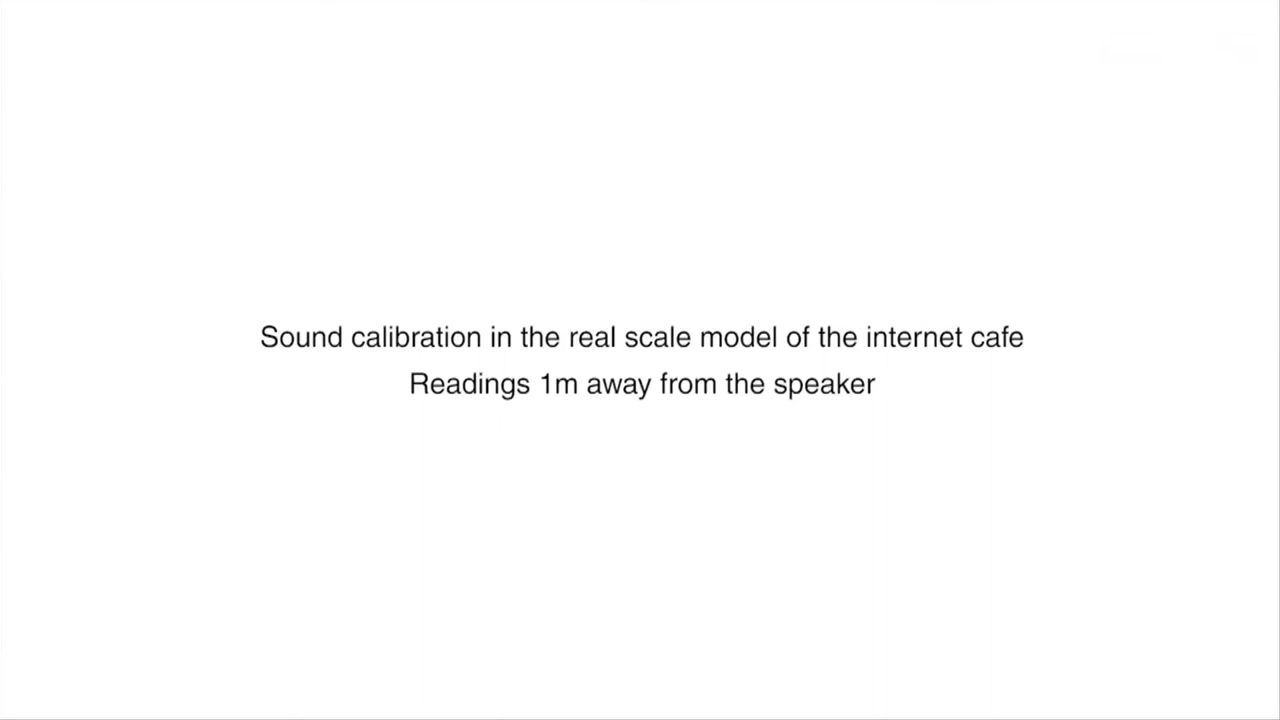 Sound calibration in the real scale model of the internet cafe
Readings 1m away from the speaker